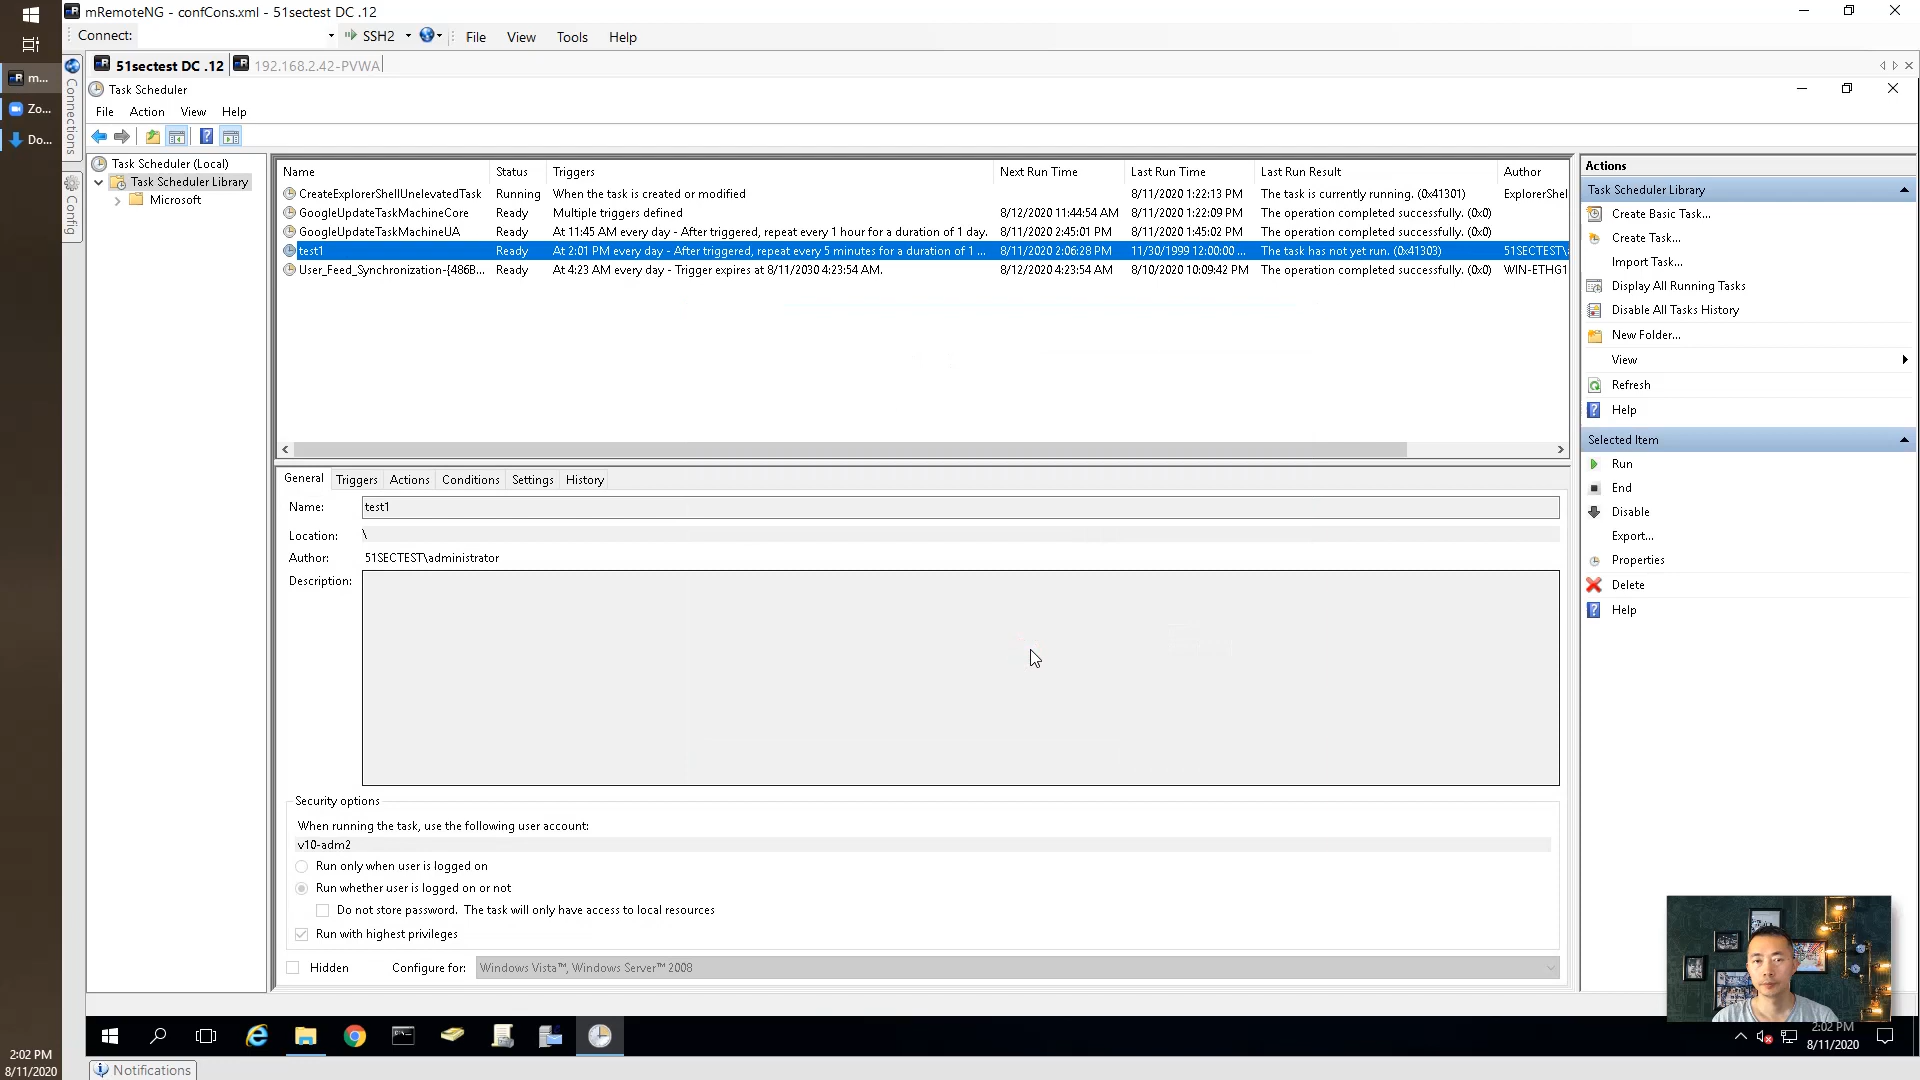 mRemoteNG - confCons.xml - 51sectest DC .12
Connect: SSH2 File View Tools Help
m... 51sectest DC .12 192.168.2.42-PVWA
Zo...
Do...
Connections
Config
Task Scheduler
File Action View Help
Task Scheduler (Local)
Task Scheduler Library
Microsoft
Name Status Triggers Next Run Time Last Run Time Last Run Result Author
CreateExplorerShellUnelevatedTask Running When the task is created or modified 8/11/2020 1:22:13 PM The task is currently running. (0x41301) ExplorerShel
GoogleUpdateTaskMachineCore Ready Multiple triggers defined 8/12/2020 11:44:54 AM 8/11/2020 1:22:09 PM The operation completed successfully. (0x0)
GoogleUpdateTaskMachineUA Ready At 11:45 AM every day - After triggered, repeat every 1 hour for a duration of 1 day. 8/11/2020 2:45:01 PM 8/11/2020 1:45:02 PM The operation completed successfully. (0x0)
test1 Ready At 2:01 PM every day - After triggered, repeat every 5 minutes for a duration of 1 ... 8/11/2020 2:06:28 PM 11/30/1999 12:00:00 ... The task has not yet run. (0x41303) 51SECTEST\
User_Feed_Synchronization-{486B... Ready At 4:23 AM every day - Trigger expires at 8/11/2030 4:23:54 AM. 8/12/2020 4:23:54 AM 8/10/2020 10:09:42 PM The operation completed successfully. (0x0) WIN-ETHG1
General Triggers Actions Conditions Settings History
Name: test1
Location: \
Author: 51SECTEST\administrator
Description:
Security options
When running the task, use the following user account:
v10-adm2
Run only when user is logged on
Run whether user is logged on or not
Do not store password. The task will only have access to local resources
Run with highest privileges
Hidden Configure for: Windows Vista™, Windows Server™ 2008
Actions
Task Scheduler Library
Create Basic Task...
Create Task...
Import Task...
Display All Running Tasks
Disable All Tasks History
New Folder...
View
Refresh
Help
Selected Item
Run
End
Disable
Export...
Properties
Delete
Help
2:02 PM
8/11/2020
2:02 PM
8/11/2020
Notifications